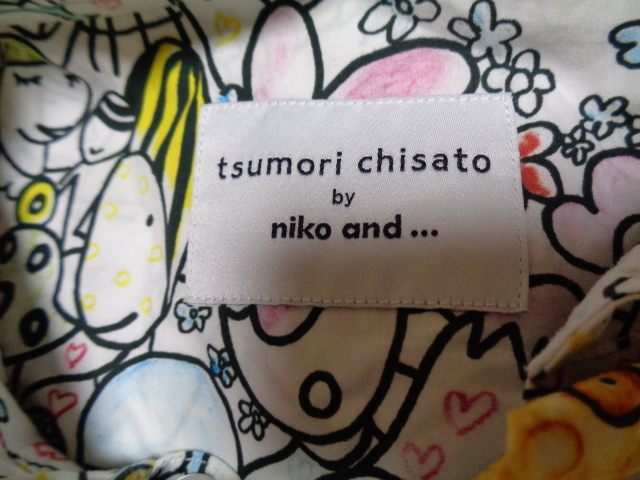 tsumori chisato
by
niko and ...